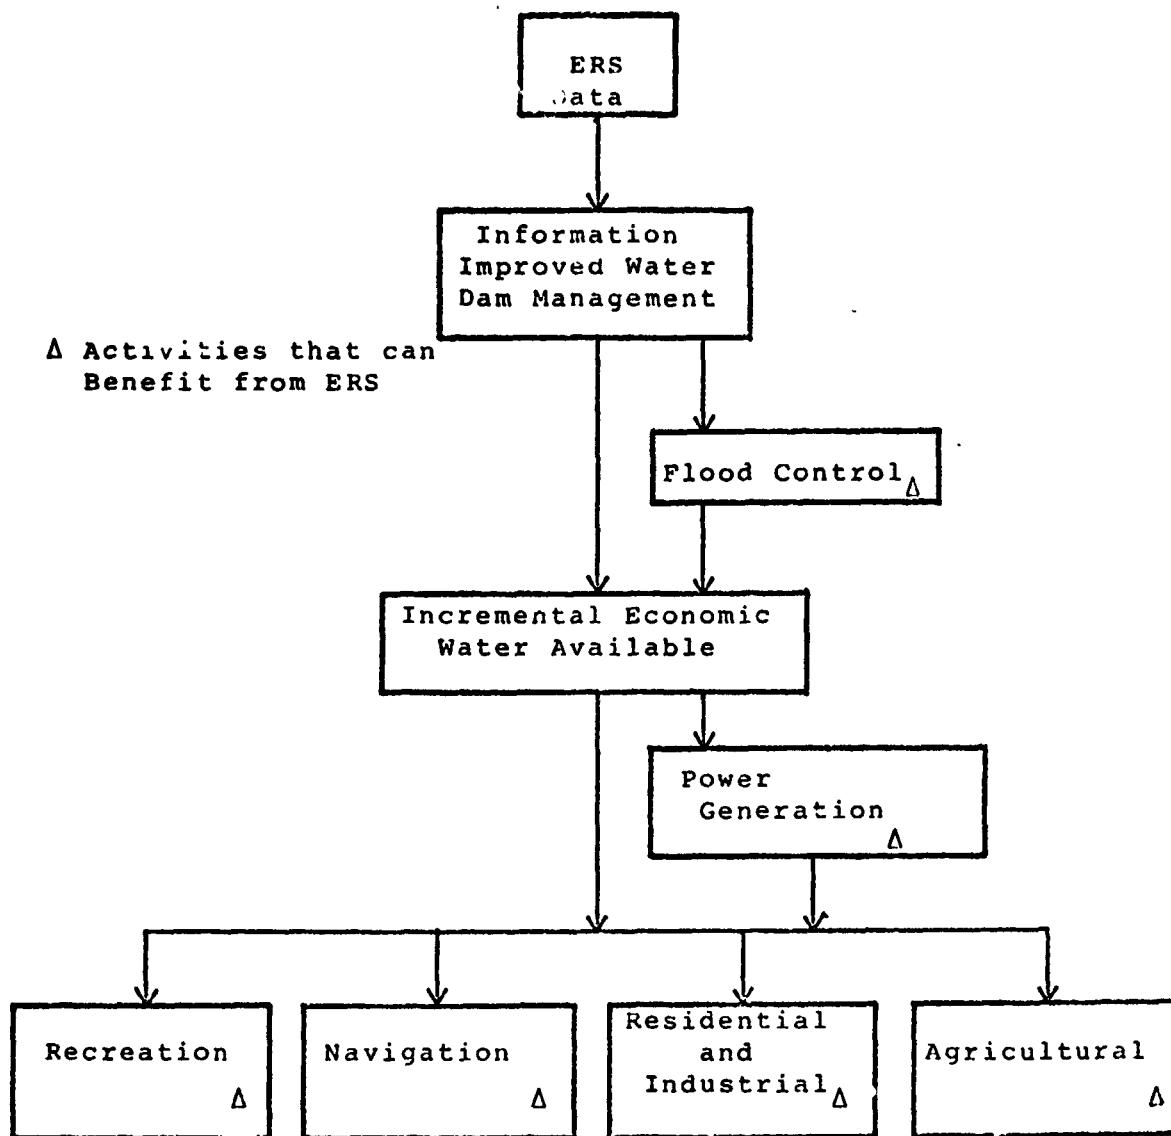 ERS
Data
Information
Improved Water
Dam Management
Δ Activities that can
Benefit from ERS
Flood Control Δ
Incremental Economic
Water Available
Power
Generation
Δ
Recreation
Δ
Navigation
Δ
Residential
and
Industrial Δ
Agricultural
Δ